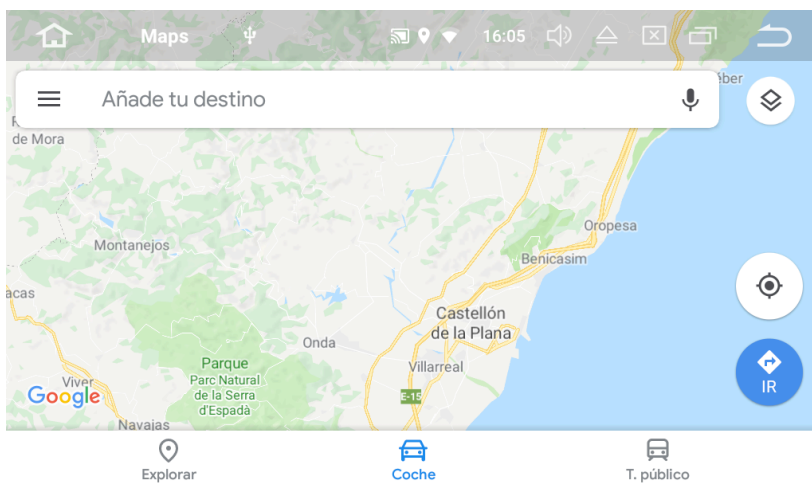 Maps
16:05
Añade tu destino
de Mora
Oropesa
Montanejos
Benicasim
Castellón
de la Plana
Onda
Parque
Parc Natural
de la Serra
d'Espadà
Villarreal
Viver
Google
E-15
IR
Navajas
Explorar
Coche
T. público